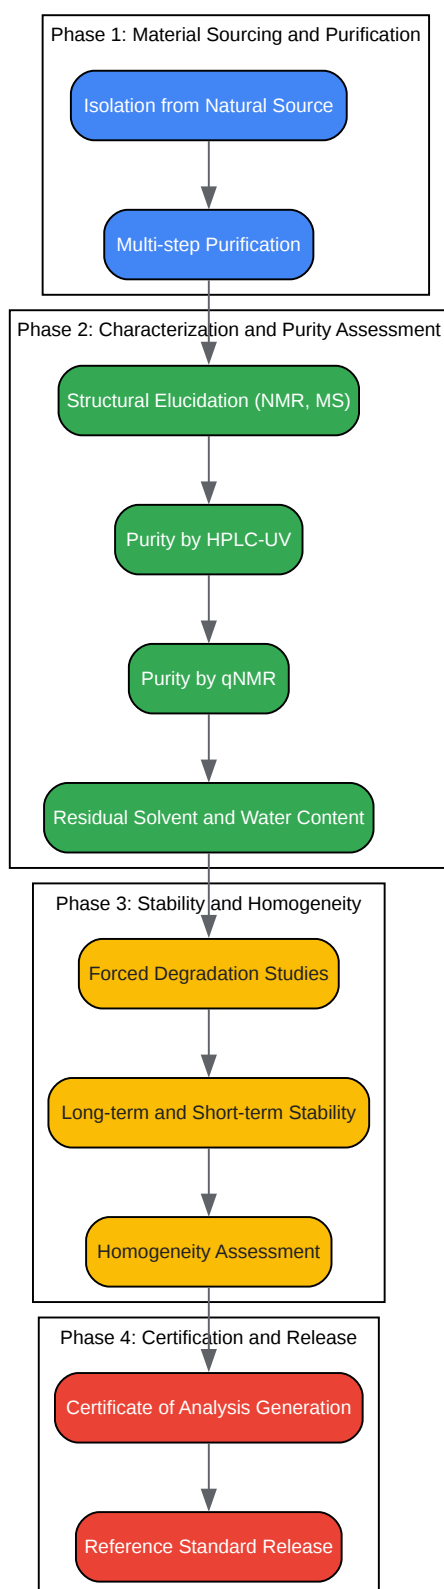 Phase 1: Material Sourcing and Purification
Isolation from Natural Source
Multi-step Purification
Phase 2: Characterization and Purity Assessment
Structural Elucidation (NMR, MS)
Purity by HPLC-UV
Purity by qNMR
Residual Solvent and Water Content
Phase 3: Stability and Homogeneity
Forced Degradation Studies
Long-term and Short-term Stability
Homogeneity Assessment
Phase 4: Certification and Release
Certificate of Analysis Generation
Reference Standard Release